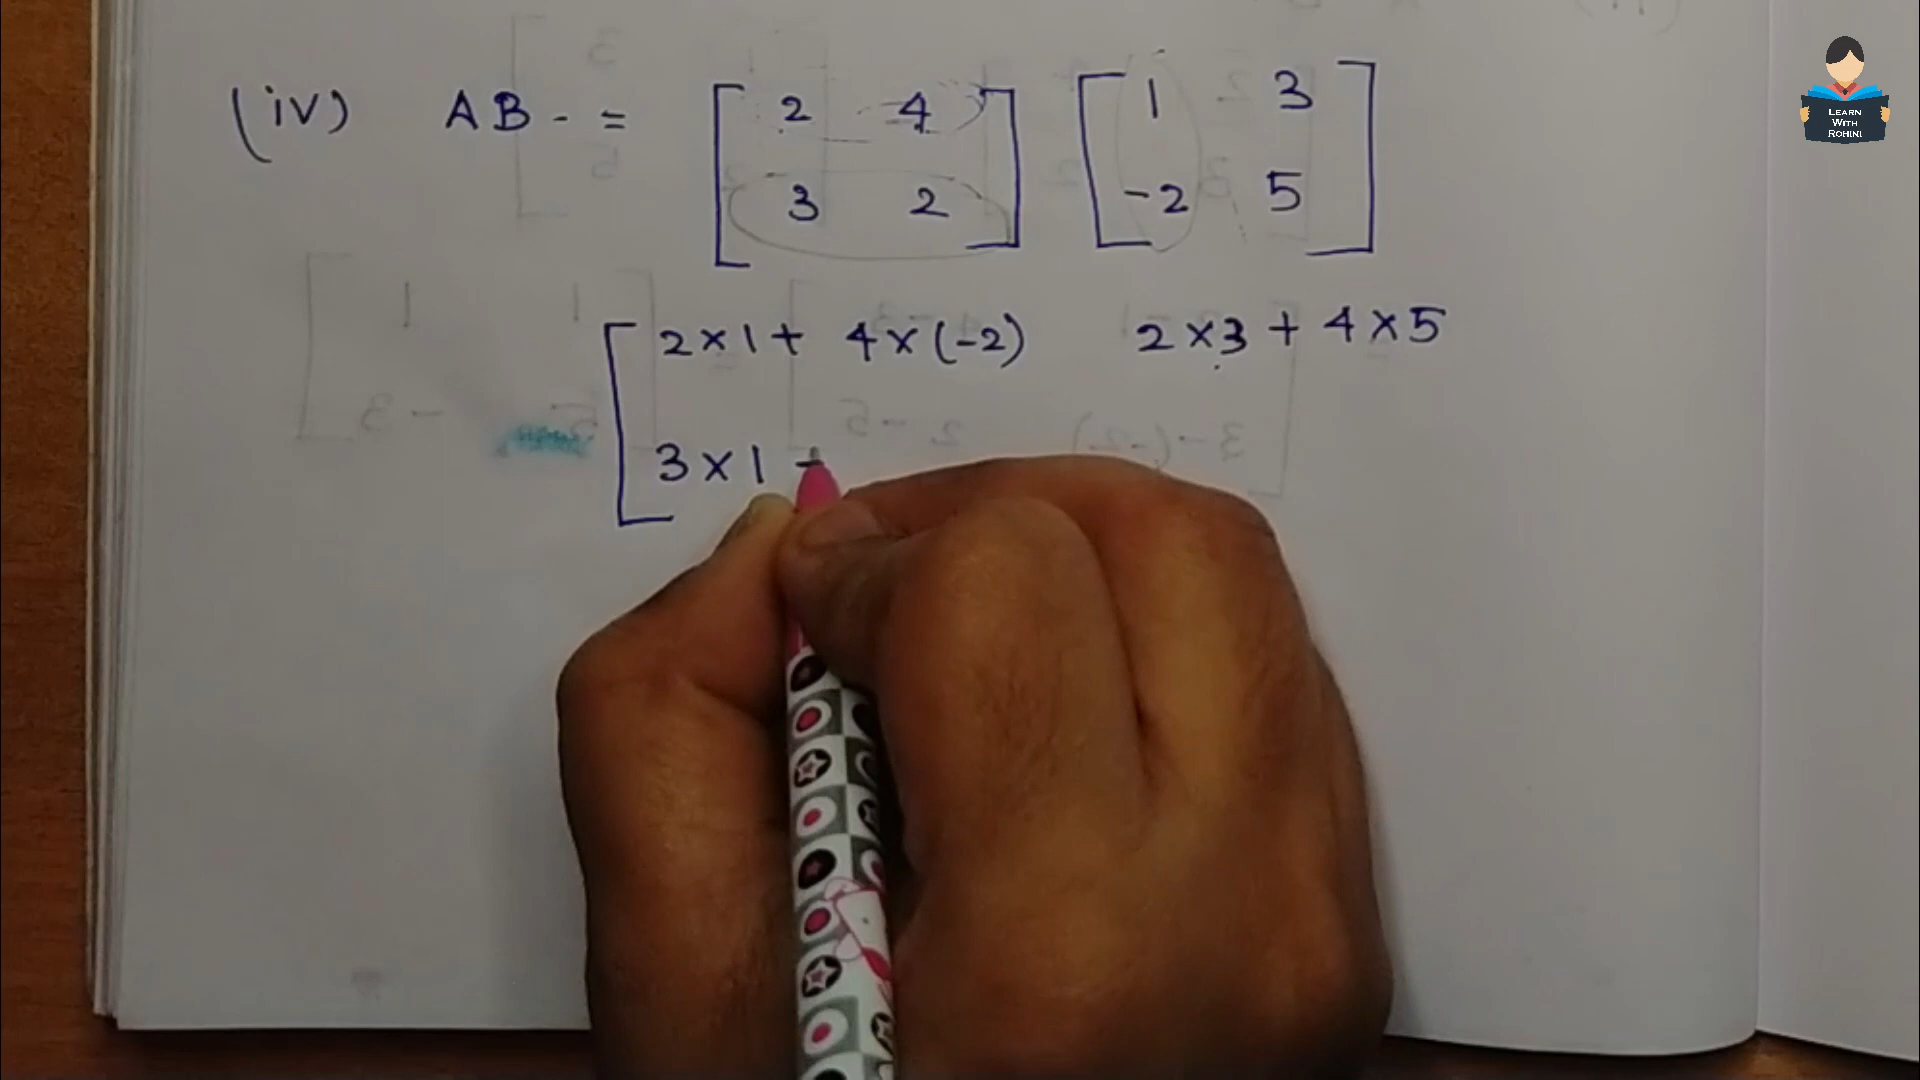 (iv) AB - = [ 2 4 ] [ 1 3 ]
[ 3 2 ] [ -2 5 ]
[ 2 × 1 + 4 × (-2) 2 × 3 + 4 × 5
3 × 1 -
LEARN
WITH
ROHINI